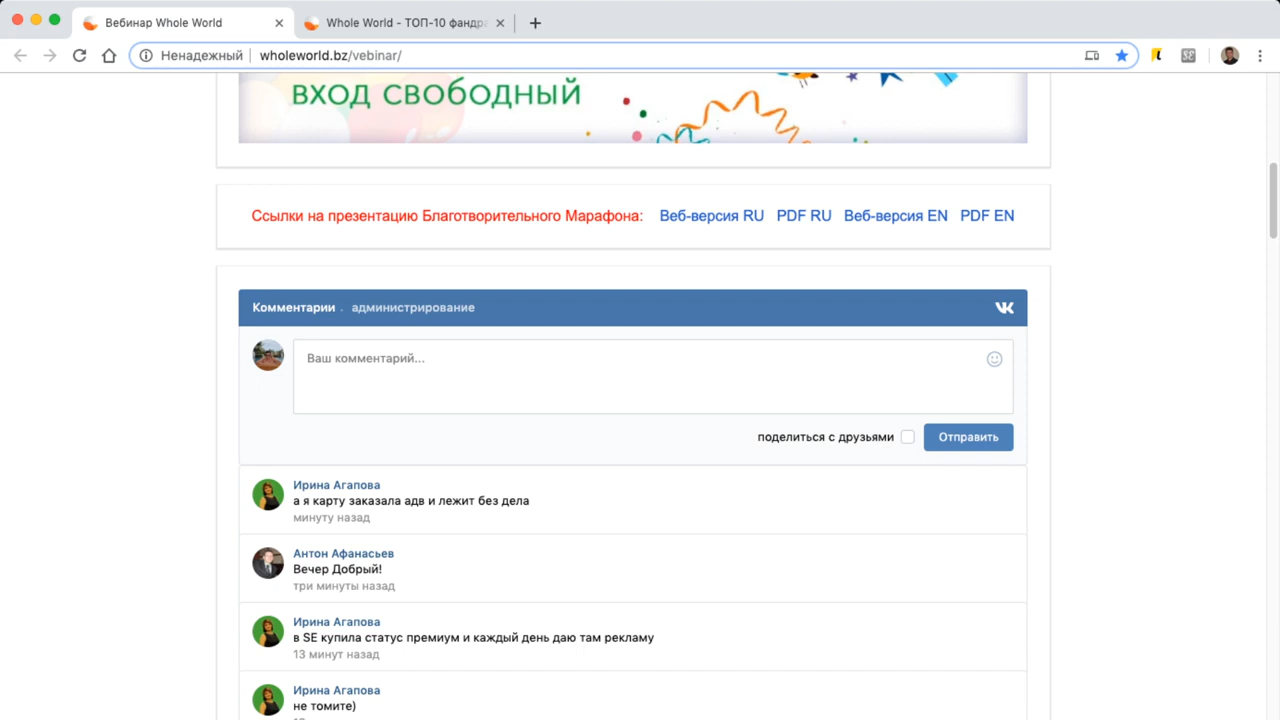 Вебинар Whole World
Whole World - ТОП-10 фандра
Ненадежный
wholeworld.bz/vebinar/
ВХОД СВОБОДНЫЙ
Ссылки на презентацию Благотворительного Марафона: Веб-версия RU PDF RU Веб-версия EN PDF EN
Комментарии администрирование
Ваш комментарий...
поделиться с друзьями Отправить
Ирина Агапова
а я карту заказала адв и лежит без дела
минуту назад
Антон Афанасьев
Вечер Добрый!
три минуты назад
Ирина Агапова
в SE купила статус премиум и каждый день даю там рекламу
13 минут назад
Ирина Агапова
не томите)